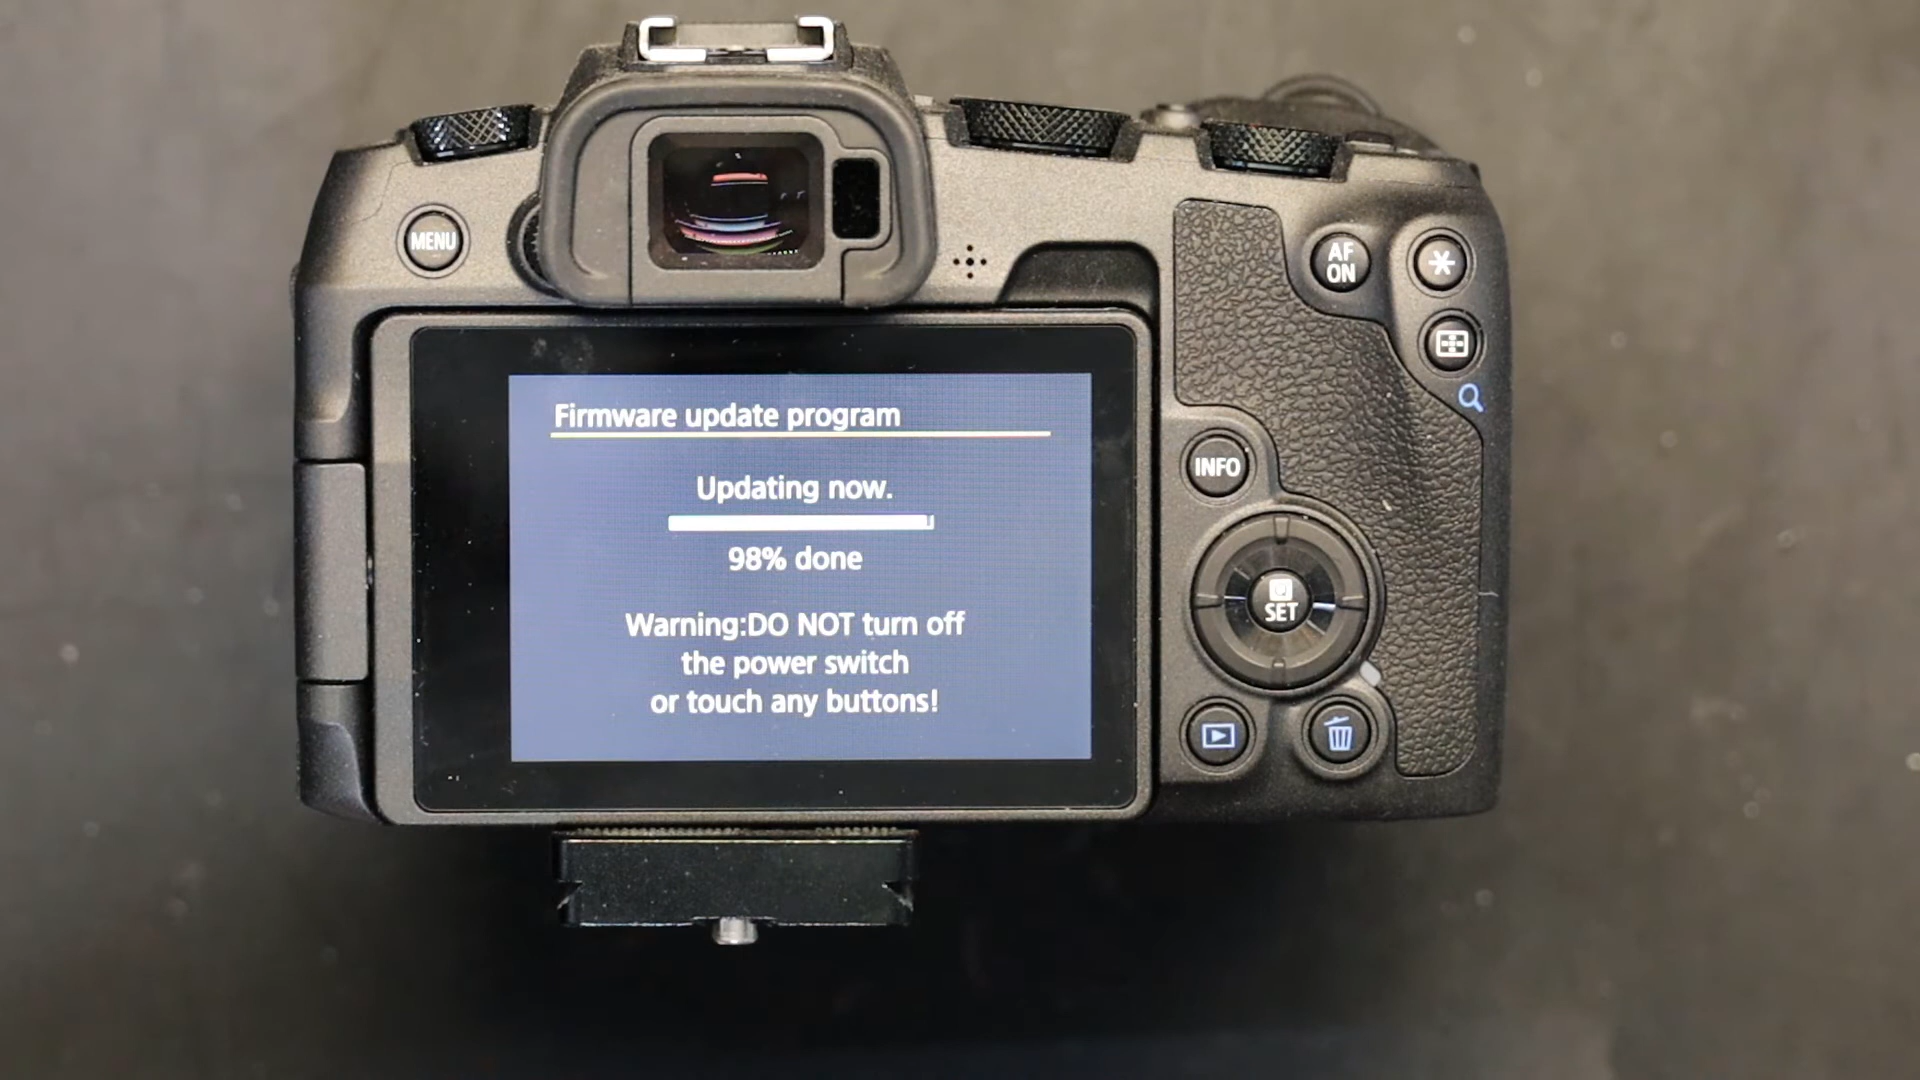 MENU
AF
ON
Firmware update program
Updating now.
98% done
Warning:DO NOT turn off
the power switch
or touch any buttons!
INFO
SET